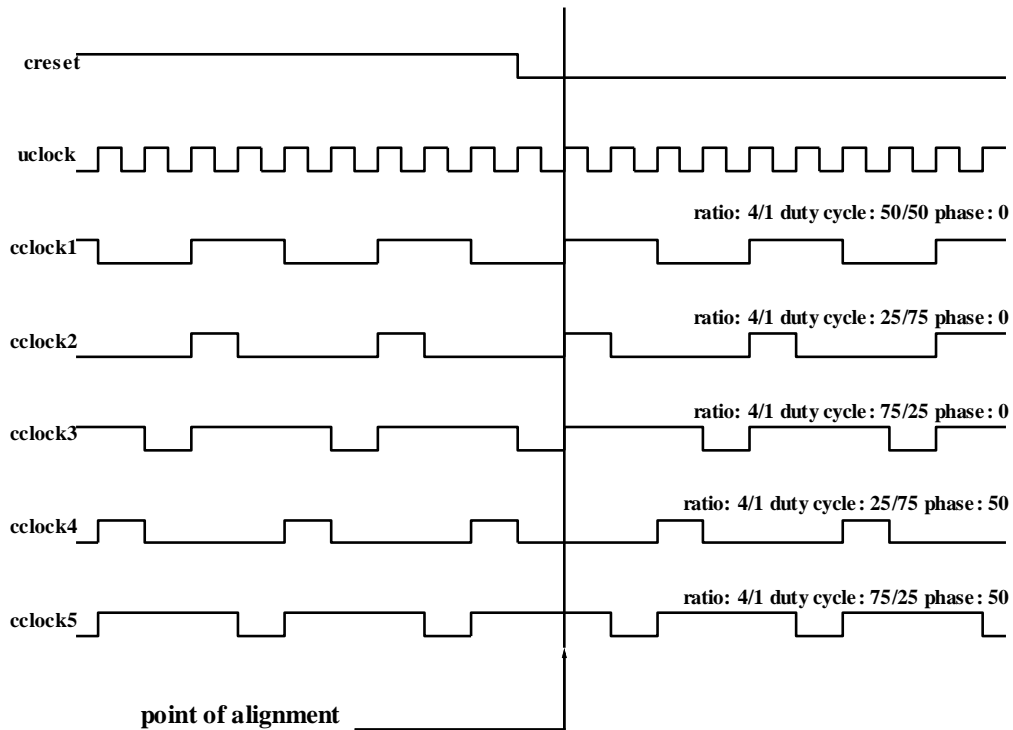 creset
uclock
ratio: 4/1 duty cycle: 50/50 phase: 0
cclock1
ratio: 4/1 duty cycle: 25/75 phase: 0
cclock2
ratio: 4/1 duty cycle: 75/25 phase: 0
cclock3
ratio: 4/1 duty cycle: 25/75 phase: 50
cclock4
ratio: 4/1 duty cycle: 75/25 phase: 50
cclock5
point of alignment